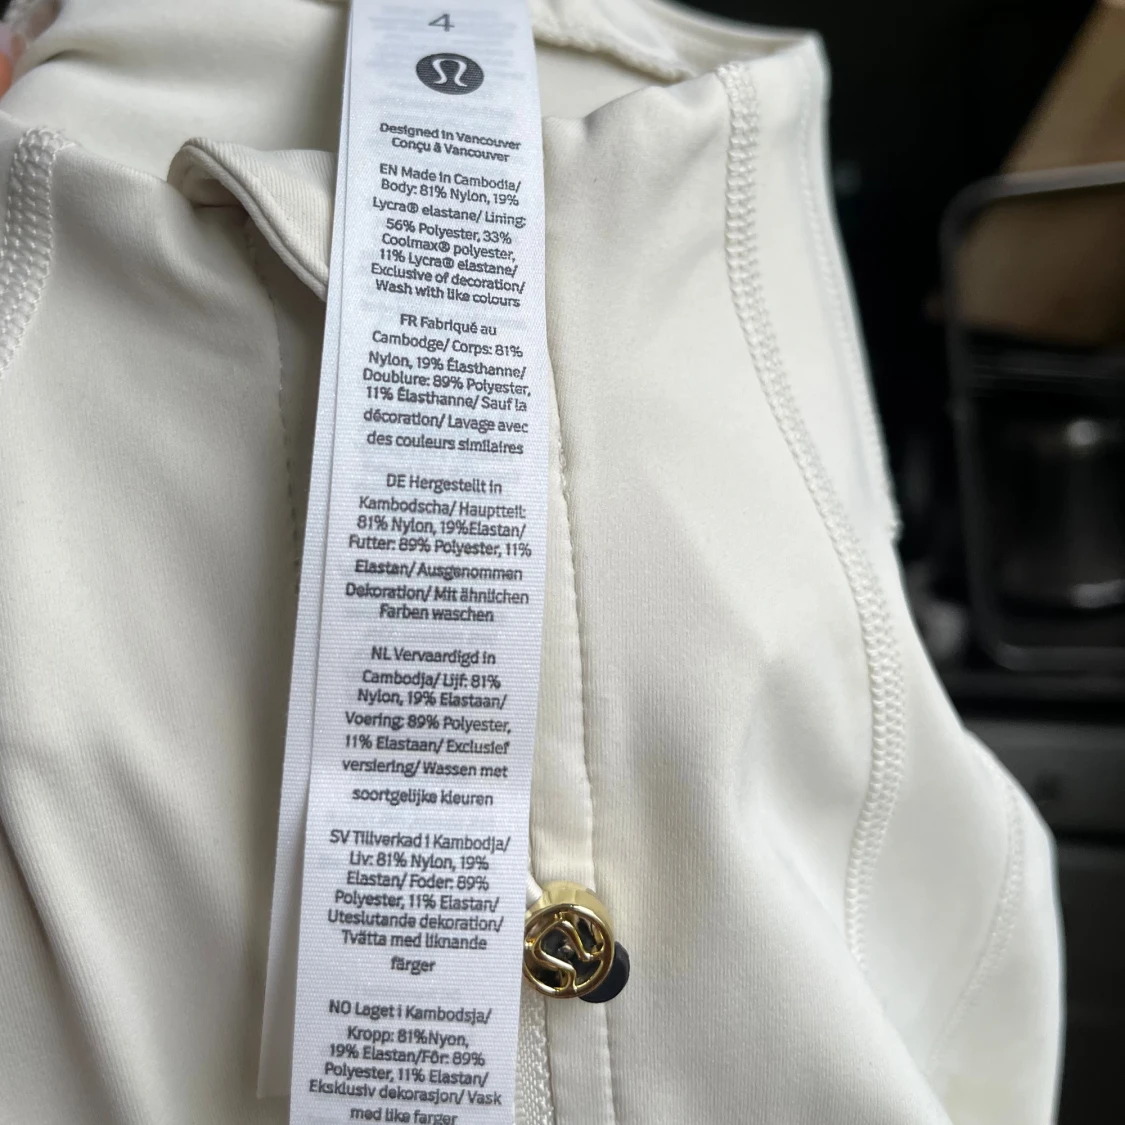 4
Designed in Vancouver
Conçu à Vancouver
EN Made in Cambodia/
Body: 81% Nylon, 19%
Lycra® elastane/ Lining:
56% Polyester, 33%
Coolmax® polyester,
11% Lycra® elastane/
Exclusive of decoration/
Wash with like colours
FR Fabriqué au
Cambodge/ Corps: 81%
Nylon, 19% Élasthanne/
Doublure: 89% Polyester,
11% Élasthanne/ Sauf la
décoration/ Lavage avec
des couleurs similaires
DE Hergestellt in
Kambodscha/ Hauptteil:
81% Nylon, 19%Elastan/
Futter: 89% Polyester, 11%
Elastan/ Ausgenommen
Dekoration/ Mit ähnlichen
Farben waschen
NL Vervaardigd in
Cambodja/ Lijf: 81%
Nylon, 19% Elastaan/
Voering: 89% Polyester,
11% Elastaan/ Exclusief
versiering/ Wassen met
soortgelijke kleuren
SV Tillverkad i Kambodja/
Liv: 81% Nylon, 19%
Elastan/ Foder: 89%
Polyester, 11% Elastan/
Uteslutande dekoration/
Tvätta med liknande
färger
NO Laget i Kambodsja/
Kropp: 81%Nyon,
19% Elastan/Fôr: 89%
Polyester, 11% Elastan/
Eksklusiv dekorasjon/ Vask
med like farger